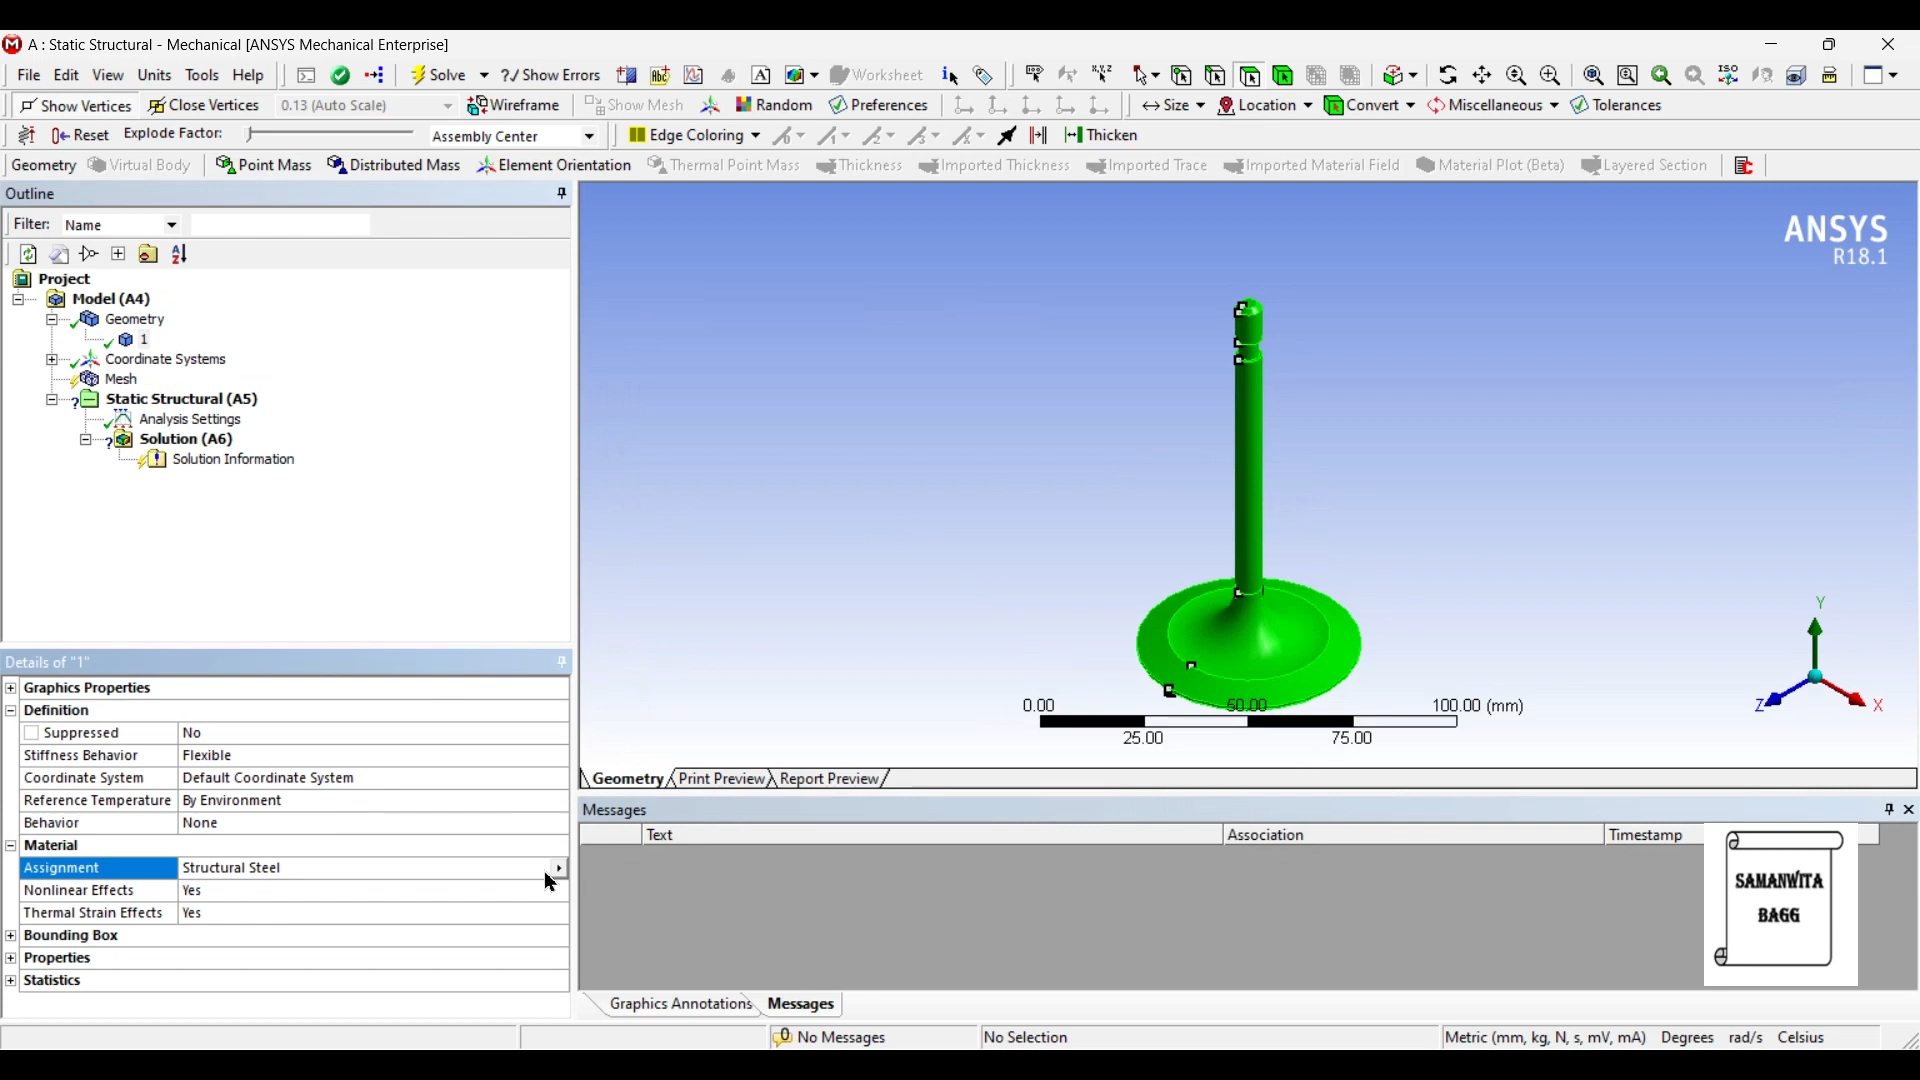 A : Static Structural - Mechanical [ANSYS Mechanical Enterprise]
File Edit View Units Tools Help Solve ?/ Show Errors Worksheet
Show Vertices Close Vertices 0.13 (Auto Scale) Wireframe Show Mesh Random Preferences Size Location Convert Miscellaneous Tolerances
Reset Explode Factor: Assembly Center Edge Coloring Thicken
Geometry Virtual Body Point Mass Distributed Mass Element Orientation Thermal Point Mass Thickness Imported Thickness Imported Trace Imported Material Field Material Plot (Beta) Layered Section
Outline
Filter: Name
Project
Model (A4)
Geometry
1
Coordinate Systems
Mesh
Static Structural (A5)
Analysis Settings
Solution (A6)
Solution Information
ANSYS
R18.1
Y
Z
X
0.00 50.00 100.00 (mm)
25.00 75.00
Geometry Print Preview Report Preview
Details of "1"
Graphics Properties
Definition
Suppressed No
Stiffness Behavior Flexible
Coordinate System Default Coordinate System
Reference Temperature By Environment
Behavior None
Material
Assignment Structural Steel
Nonlinear Effects Yes
Thermal Strain Effects Yes
Bounding Box
Properties
Statistics
Messages
Text Association Timestamp
SAMANWITA
BAGG
Graphics Annotations Messages
0 No Messages No Selection Metric (mm, kg, N, s, mV, mA) Degrees rad/s Celsius